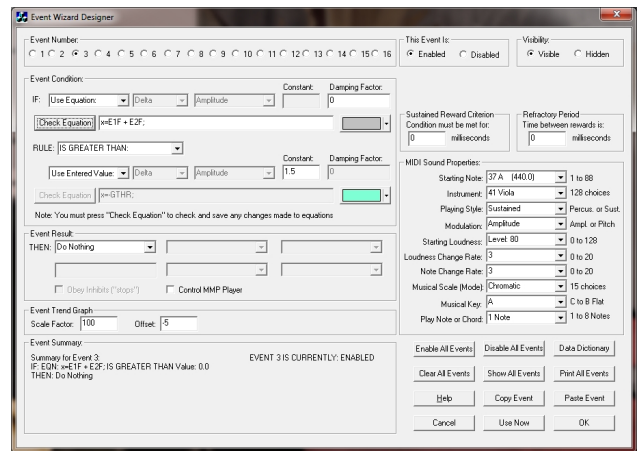 Event Wizard Designer
Event Number:
1 2 3 4 5 6 7 8 9 10 11 12 13 14 15 16
This Event Is:
Enabled Disabled
Visibility:
Visible Hidden
Event Condition:
Constant: Damping Factor:
IF: Use Equation: Delta Amplitude 0
Check Equation x=E1F + E2F;
RULE: IS GREATER THAN:
Constant: Damping Factor:
Use Entered Value: Delta Amplitude 1.5 0
Check Equation x=GTHR;
Note: You must press "Check Equation" to check and save any changes made to equations
Sustained Reward Criterion
Condition must be met for:
0 milliseconds
Refractory Period
Time between rewards is:
0 milliseconds
MIDI Sound Properties:
Starting Note: 37 A (440.0) 1 to 88
Instrument: 41 Viola 128 choices
Playing Style: Sustained Percus. or Sust.
Modulation: Amplitude Ampl. or Pitch
Starting Loudness: Level: 80 0 to 128
Loudness Change Rate: 3 0 to 20
Note Change Rate: 3 0 to 20
Musical Scale (Mode): Chromatic 15 choices
Musical Key: A C to B Flat
Play Note or Chord: 1 Note 1 to 8 Notes
Event Result
THEN: Do Nothing
Obey Inhibits ("stops") Control MMP Player
Event Trend Graph
Scale Factor: 100 Offset: -5
Event Summary:
Summary for Event 3: EVENT 3 IS CURRENTLY: ENABLED
IF: EQN: x=E1F + E2F; IS GREATER THAN Value: 0.0
THEN: Do Nothing
Enable All Events Disable All Events Data Dictionary
Clear All Events Show All Events Print All Events
Help Copy Event Paste Event
Cancel Use Now OK